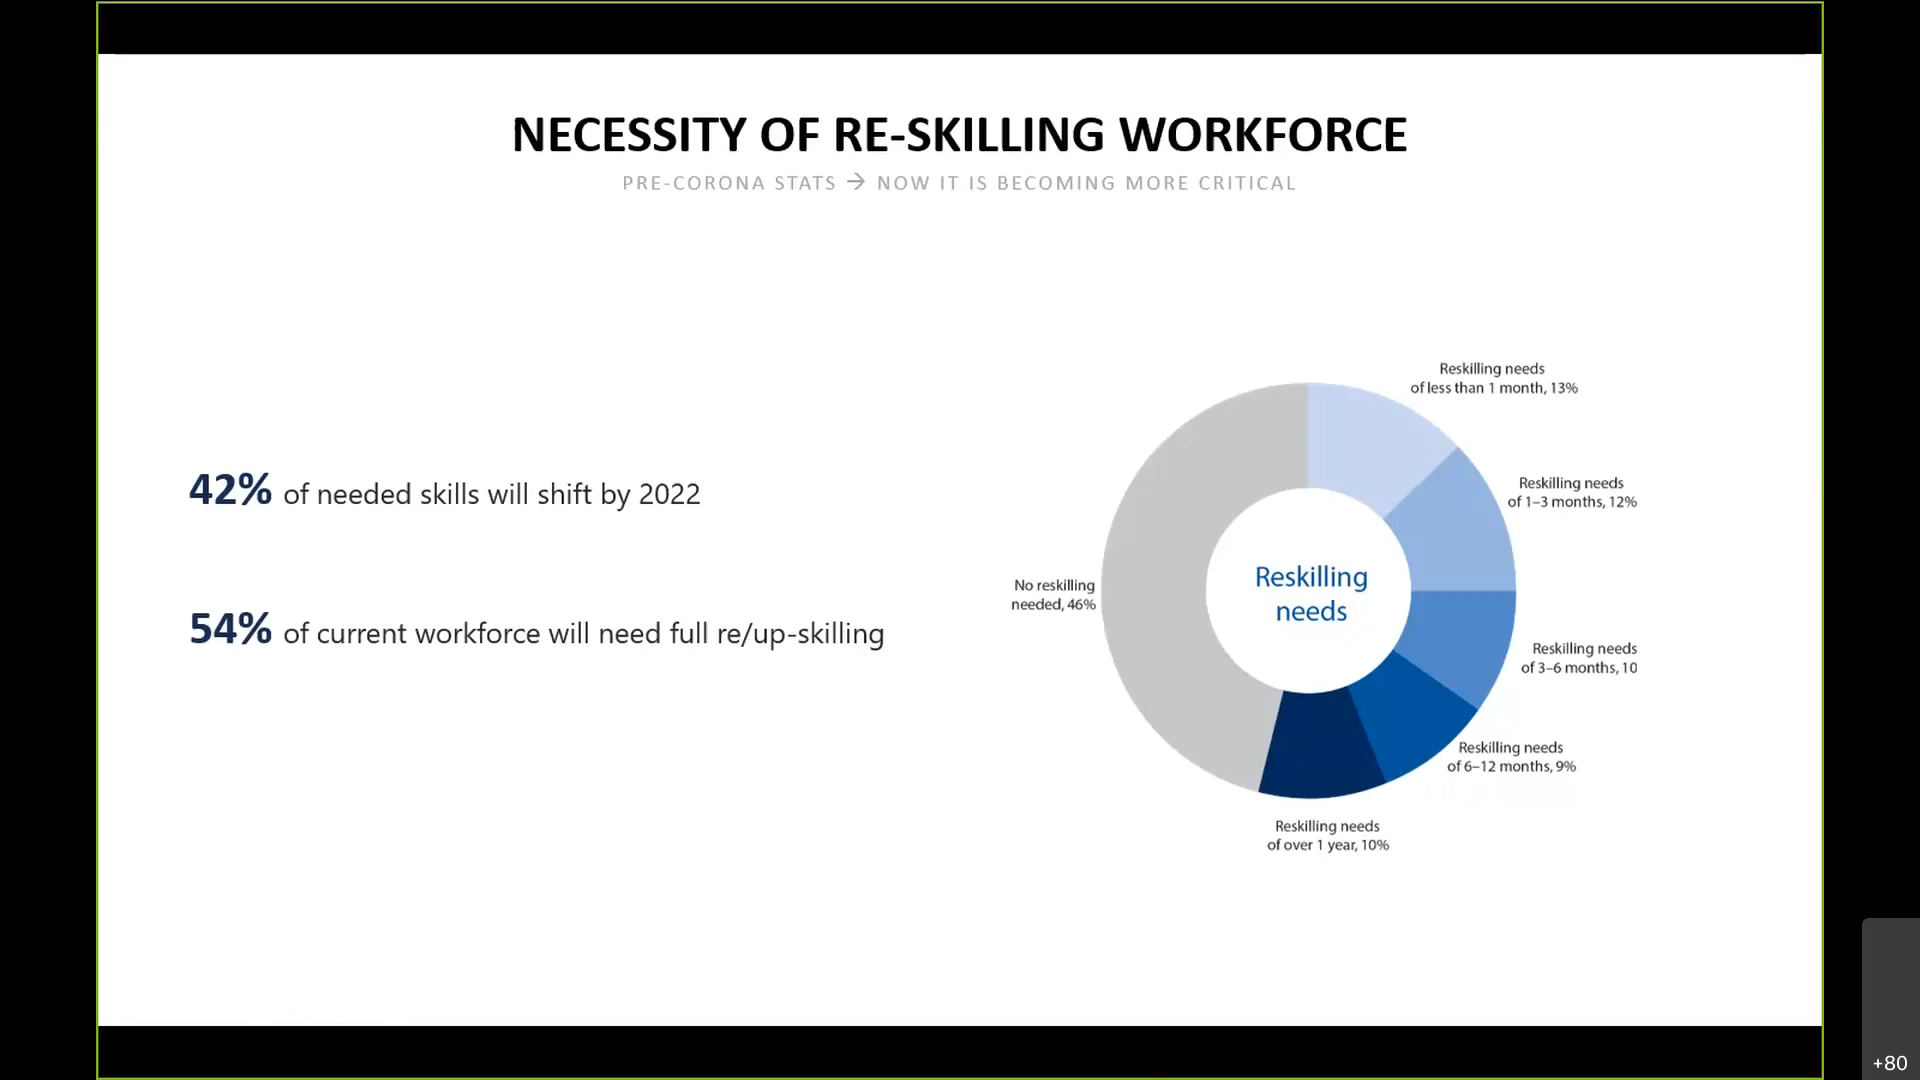 NECESSITY OF RE-SKILLING WORKFORCE
PRE-CORONA STATS → NOW IT IS BECOMING MORE CRITICAL
42% of needed skills will shift by 2022
54% of current workforce will need full re/up-skilling
Reskilling needs
of less than 1 month, 13%
Reskilling needs
of 1–3 months, 12%
Reskilling needs
of 3–6 months, 10
Reskilling needs
of 6–12 months, 9%
Reskilling needs
of over 1 year, 10%
No reskilling
needed, 46%
Reskilling
needs
+80